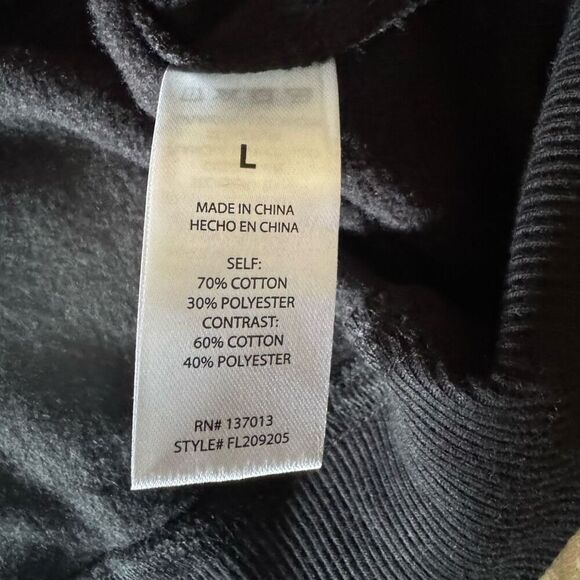 L
MADE IN CHINA
HECHO EN CHINA
SELF:
70% COTTON
30% POLYESTER
CONTRAST:
60% COTTON
40% POLYESTER
RN# 137013
STYLE# FL209205